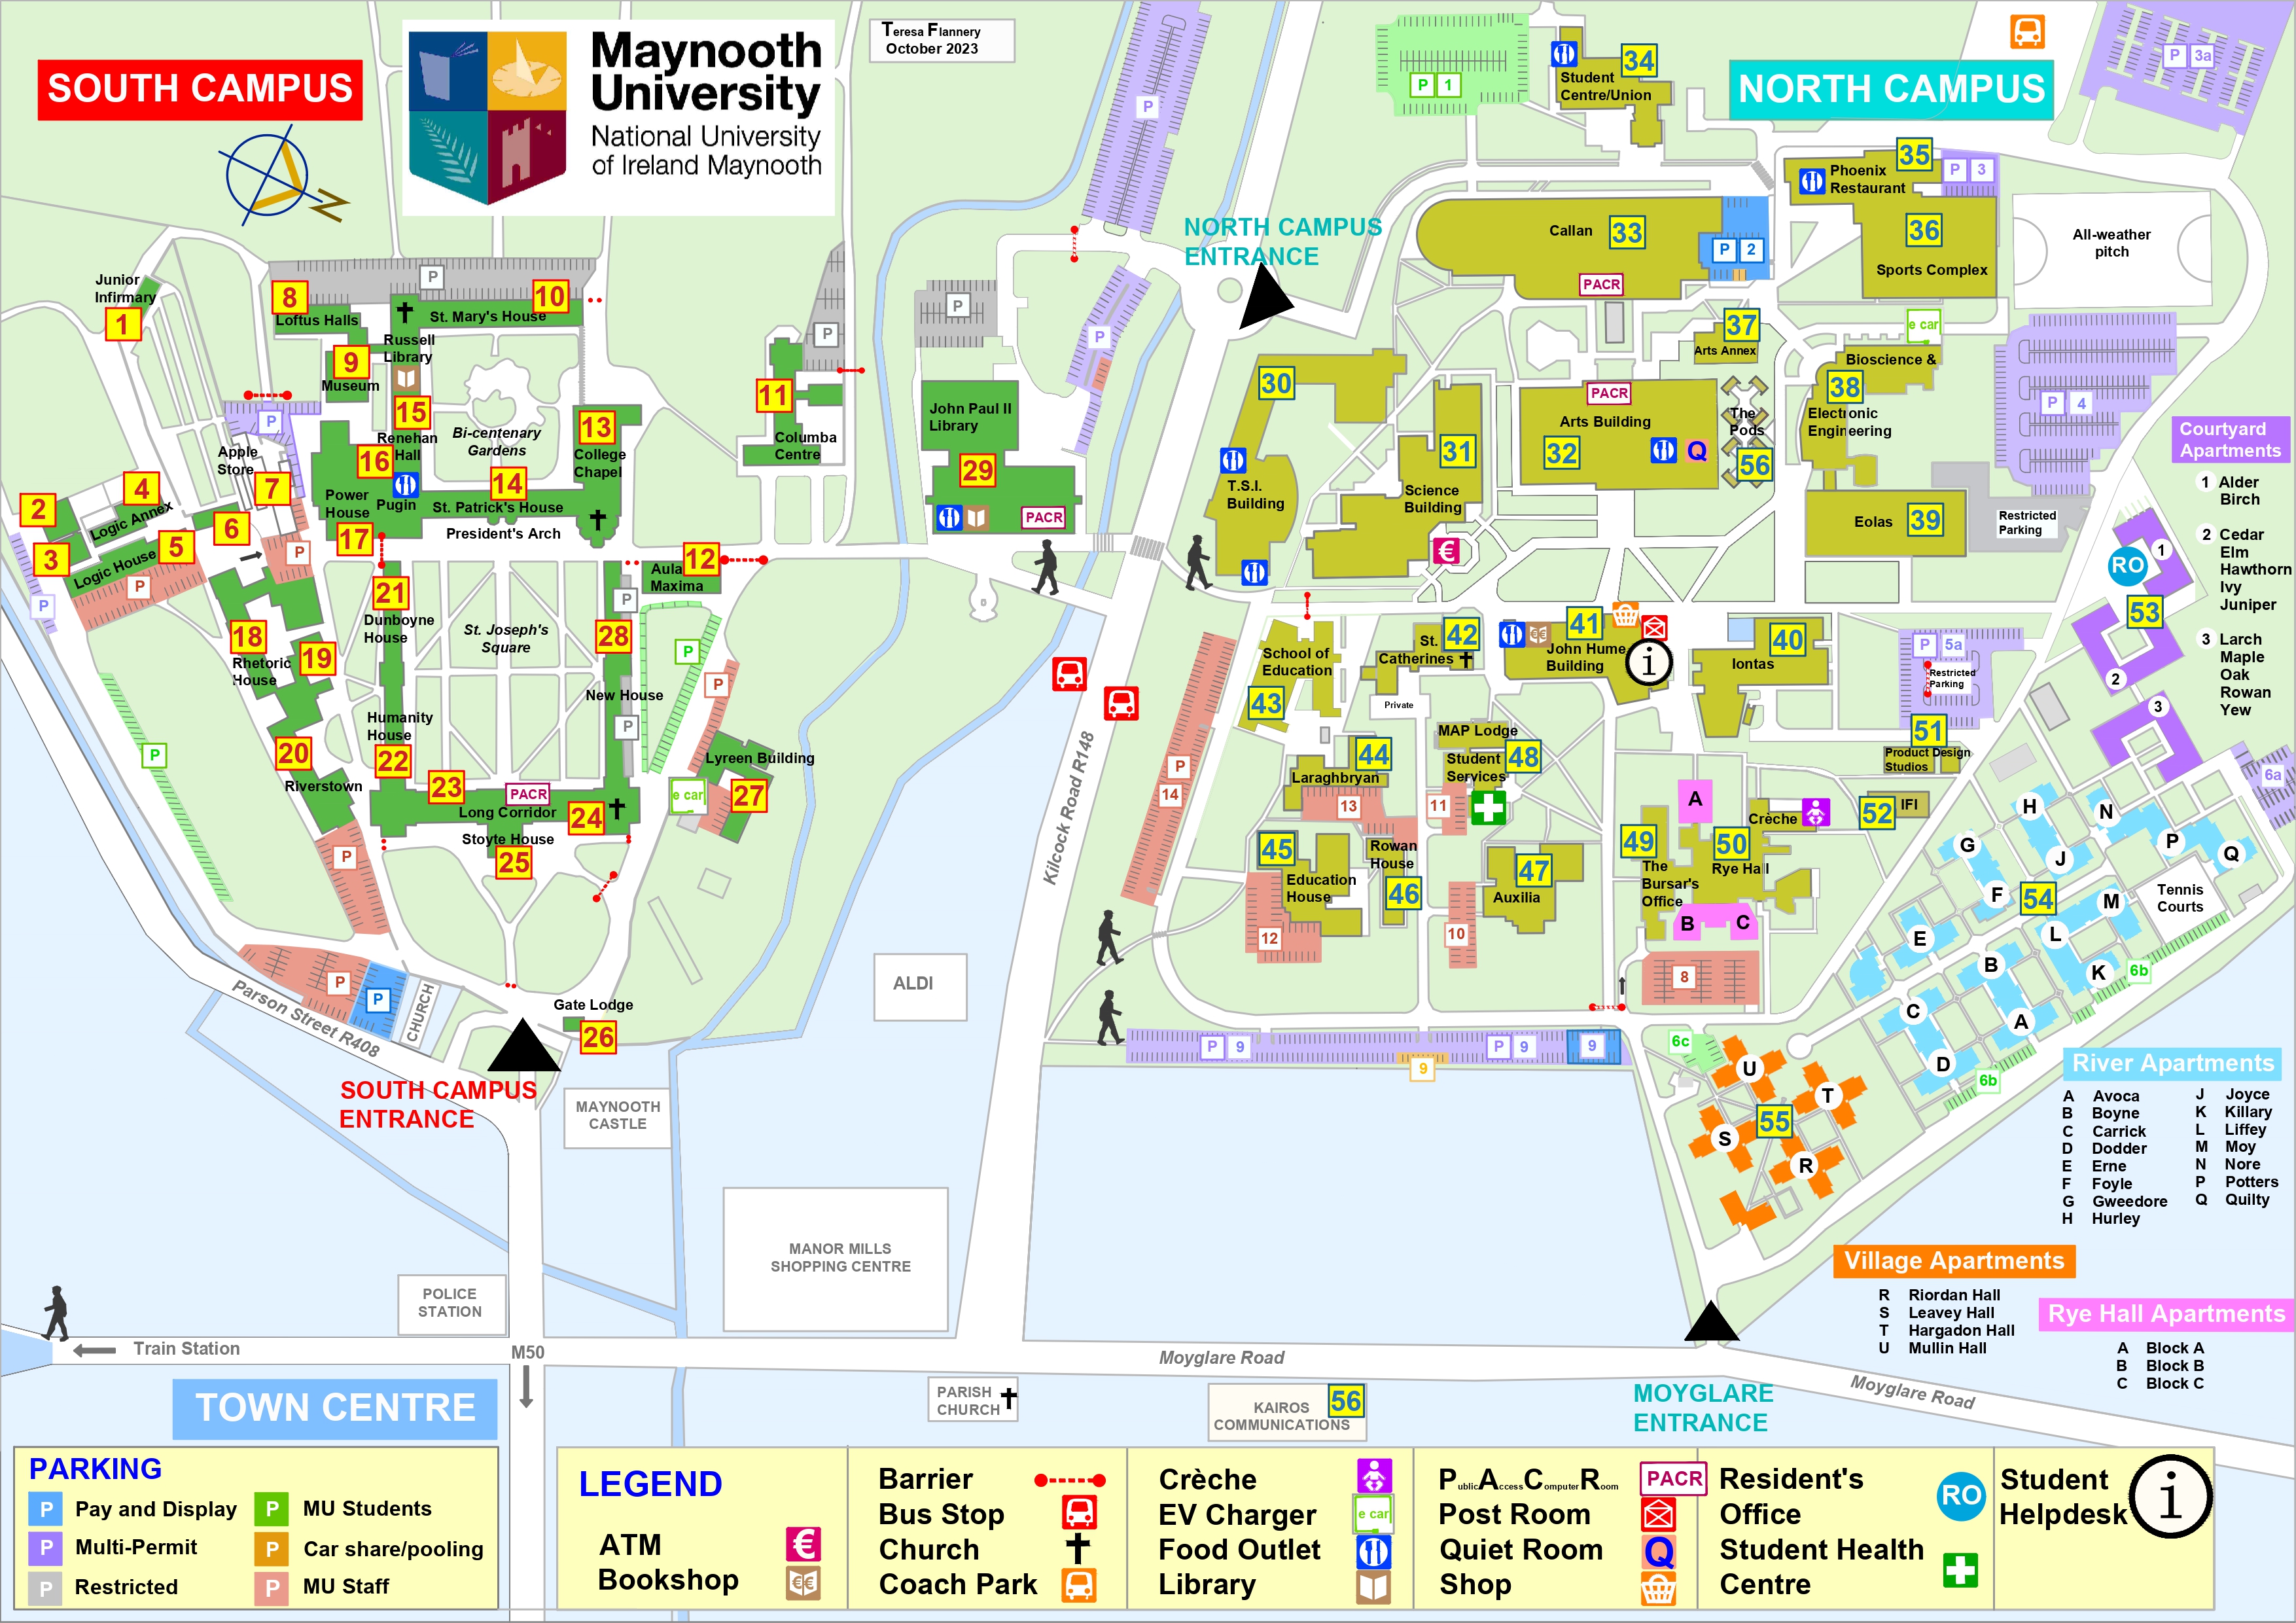 SOUTH CAMPUS
Maynooth
University
National University
of Ireland Maynooth
Teresa Flannery
October 2023
NORTH CAMPUS
N
NORTH CAMPUS
ENTRANCE
Junior
Infirmary
1
8
Loftus Halls
P
10
St. Mary's House
Russell
Library
9
Museum
15
Renehan
Hall
16
Bi-centenary
Gardens
13
College
Chapel
14
St. Patrick's House
Power
House
Pugin
17
President's Arch
P
Apple
Store
7
4
Logic Annex
2
3
5
Logic House
6
P
P
P
11
Columba
Centre
P
12
Aula
Maxima
21
Dunboyne
House
St. Joseph's
Square
28
New House
P
P
P
P
18
Rhetoric
House
19
20
Riverstown
Humanity
House
22
23
PACR
Long Corridor
24
Stoyte House
25
Lyreen Building
27
e car
P
P
P
P
CHURCH
Parson Street R408
Gate Lodge
26
SOUTH CAMPUS
ENTRANCE
MAYNOOTH
CASTLE
ALDI
MANOR MILLS
SHOPPING CENTRE
POLICE
STATION
Train Station
M50
TOWN CENTRE
P
P
P
John Paul II
Library
29
PACR
Kilcock Road R148
P
14
P 1
34
Student
Centre/Union
Callan
33
PACR
P 2
35
Phoenix
Restaurant
P 3
36
Sports Complex
P 3a
All-weather
pitch
30
T.S.I.
Building
31
Science
Building
€
PACR
Arts Building
32
Q
37
Arts Annex
The
Pods
56
e car
Bioscience &
38
Electronic
Engineering
P 4
Eolas
39
Restricted
Parking
Courtyard
Apartments
1 Alder
Birch
2 Cedar
Elm
Hawthorn
Ivy
Juniper
3 Larch
Maple
Oak
Rowan
Yew
RO
1
53
2
3
School of
Education
43
St.
Catherines
42
Private
41
John Hume
Building
i
40
Iontas
P 5a
Restricted
Parking
51
Product Design
Studios
52
IFI
44
Laraghbryan
13
MAP Lodge
Student
Services
48
11
45
Education
House
12
Rowan
House
46
10
47
Auxilia
49
The
Bursar's
Office
A
50
Rye Hall
Crèche
B
C
8
P 9
P 9
9
9
6a
H
N
G
J
P
Q
F
54
M
Tennis
Courts
E
L
B
K
6b
C
A
D
6b
6c
U
T
55
S
R
River Apartments
A Avoca
B Boyne
C Carrick
D Dodder
E Erne
F Foyle
G Gweedore
H Hurley
J Joyce
K Killary
L Liffey
M Moy
N Nore
P Potters
Q Quilty
Village Apartments
R Riordan Hall
S Leavey Hall
T Hargadon Hall
U Mullin Hall
Rye Hall Apartments
A Block A
B Block B
C Block C
Moyglare Road
Moyglare Road
PARISH
CHURCH
KAIROS
COMMUNICATIONS
56
MOYGLARE
ENTRANCE
PARKING
P Pay and Display
P Multi-Permit
P Restricted
P MU Students
P Car share/pooling
P MU Staff
LEGEND
ATM €
Bookshop €€
Barrier
Bus Stop
Church
Coach Park
Crèche
EV Charger e car
Food Outlet
Library
PublicAccessComputerRoom PACR
Post Room
Quiet Room Q
Shop
Resident's
Office RO
Student Health
Centre
Student
Helpdesk i